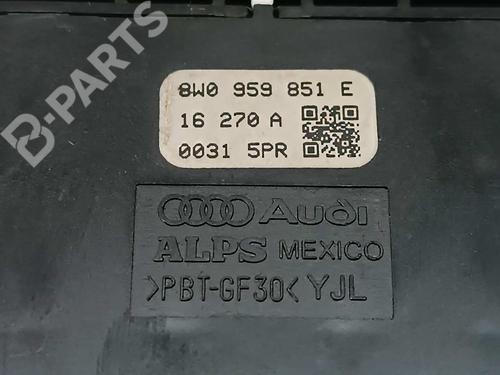 B-PARTS
8W0 959 851 E
16 270 A
0031 5PR
Audi
ALPS MEXICO
>PBT-GF30< YJL